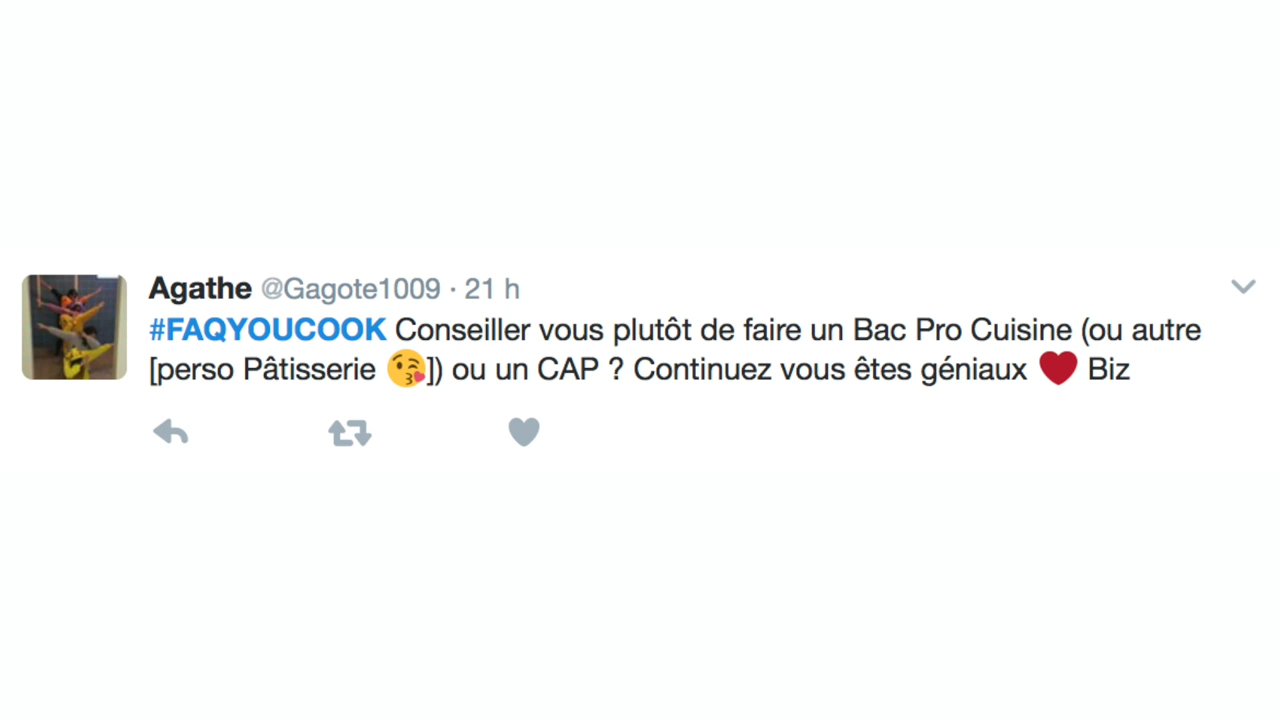 Agathe @Gagote1009 · 21 h
#FAQYOUCOOK Conseiller vous plutôt de faire un Bac Pro Cuisine (ou autre
[perso Pâtisserie 😘]) ou un CAP ? Continuez vous êtes géniaux ❤️ Biz